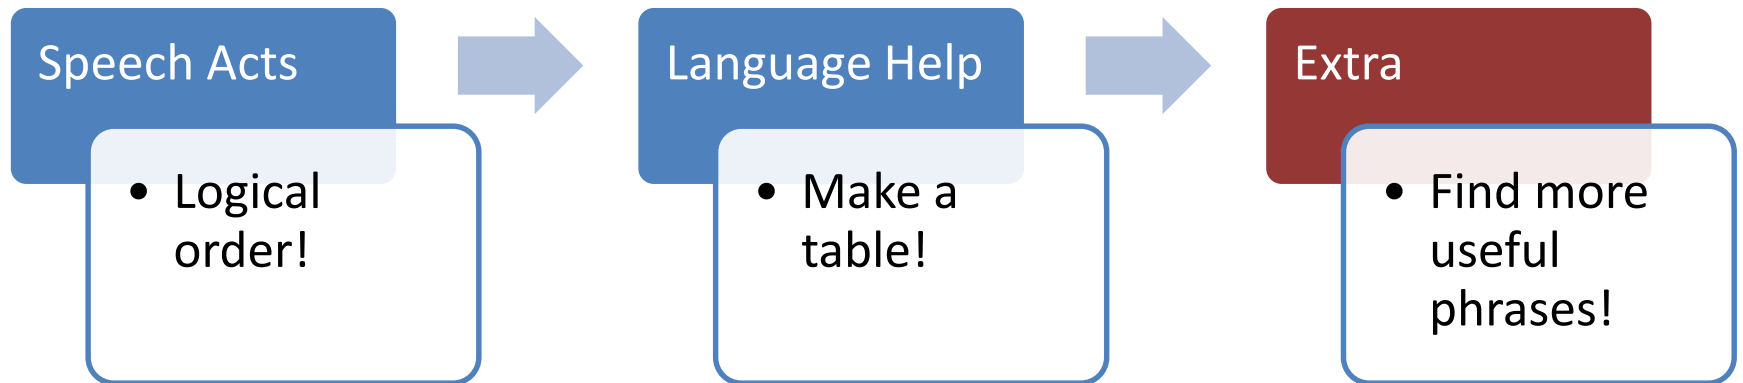 Speech Acts
• Logical
order!
Language Help
• Make a
table!
Extra
• Find more
useful
phrases!